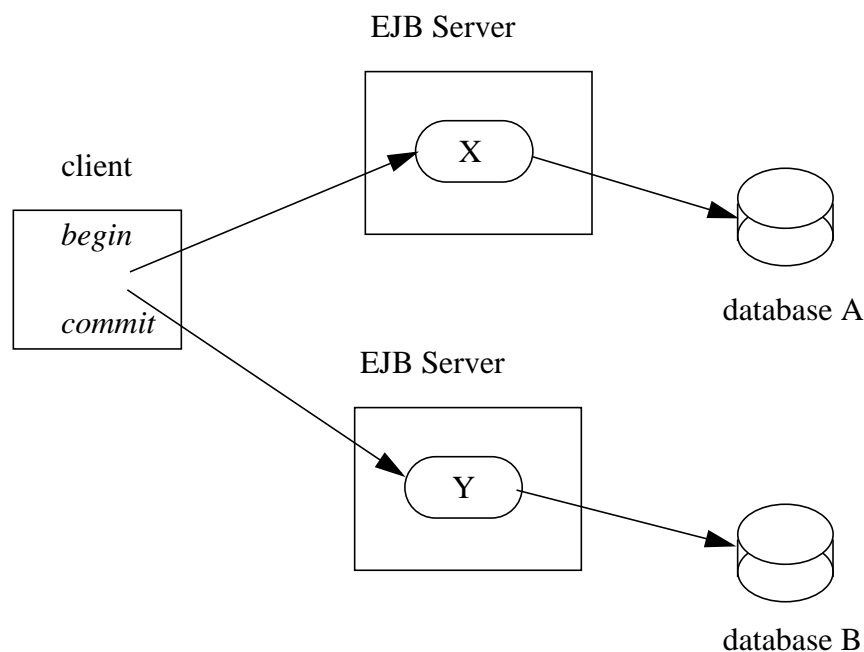 EJB Server
X
client
begin
commit
database A
EJB Server
Y
database B